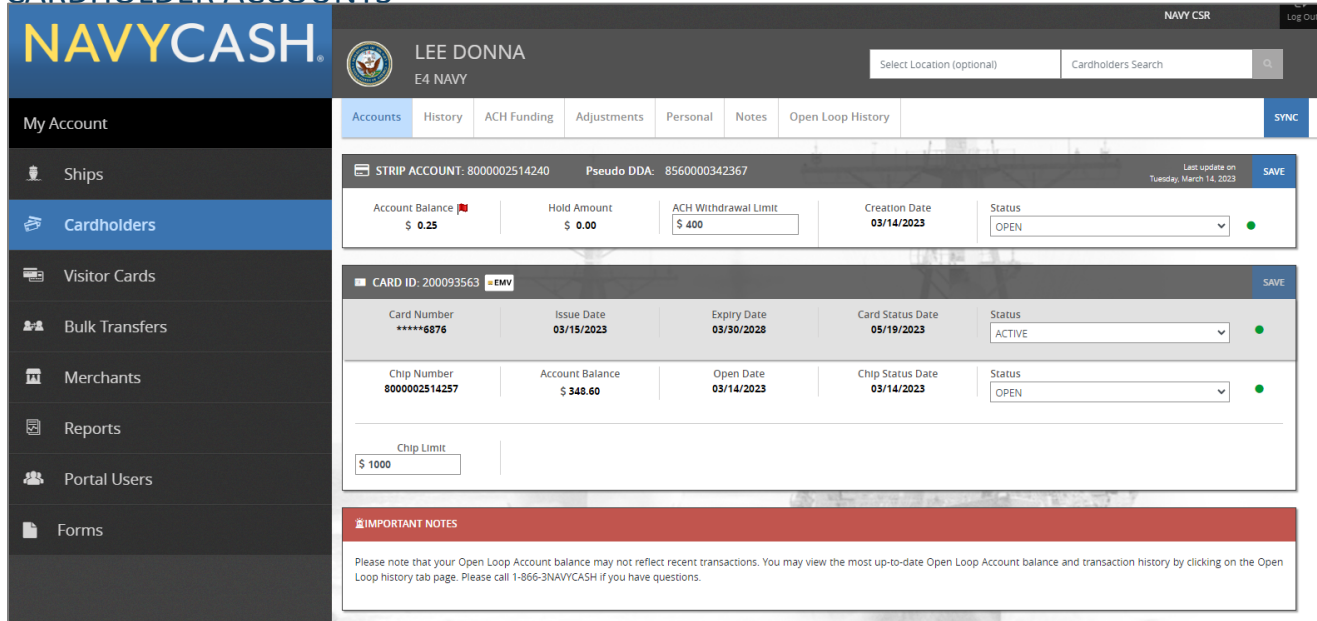 CARDHOLDER ACCOUNTS
NAVYCASH®
NAVY CSR
Log Out
LEE DONNA
E4 NAVY
Select Location (optional)
Cardholders Search
My Account
Ships
Cardholders
Visitor Cards
Bulk Transfers
Merchants
Reports
Portal Users
Forms
Accounts History ACH Funding Adjustments Personal Notes Open Loop History SYNC
STRIP ACCOUNT: 8000002514240 Pseudo DDA: 8560000342367
Last update on
Tuesday, March 14, 2023
SAVE
Account Balance Hold Amount ACH Withdrawal Limit Creation Date Status
$ 0.25 $ 0.00 $ 400 03/14/2023 OPEN
CARD ID: 200093563 EMV SAVE
Card Number Issue Date Expiry Date Card Status Date Status
*****6876 03/15/2023 03/30/2028 05/19/2023 ACTIVE
Chip Number Account Balance Open Date Chip Status Date Status
8000002514257 $ 348.60 03/14/2023 03/14/2023 OPEN
Chip Limit
$ 1000
IMPORTANT NOTES
Please note that your Open Loop Account balance may not reflect recent transactions. You may view the most up-to-date Open Loop Account balance and transaction history by clicking on the Open
Loop history tab page. Please call 1-866-3NAVYCASH if you have questions.